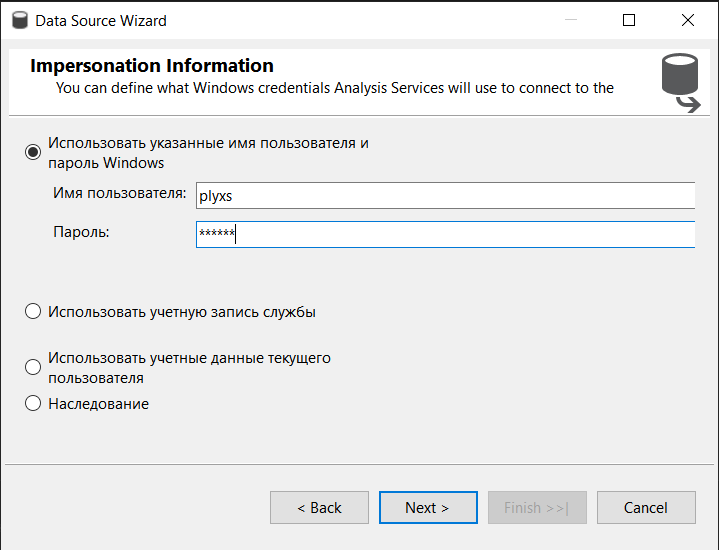 Data Source Wizard
Impersonation Information
You can define what Windows credentials Analysis Services will use to connect to the
Использовать указанные имя пользователя и
пароль Windows
Имя пользователя: plyxs
Пароль: ******
Использовать учетную запись службы
Использовать учетные данные текущего
пользователя
Наследование
< Back Next > Finish >>| Cancel